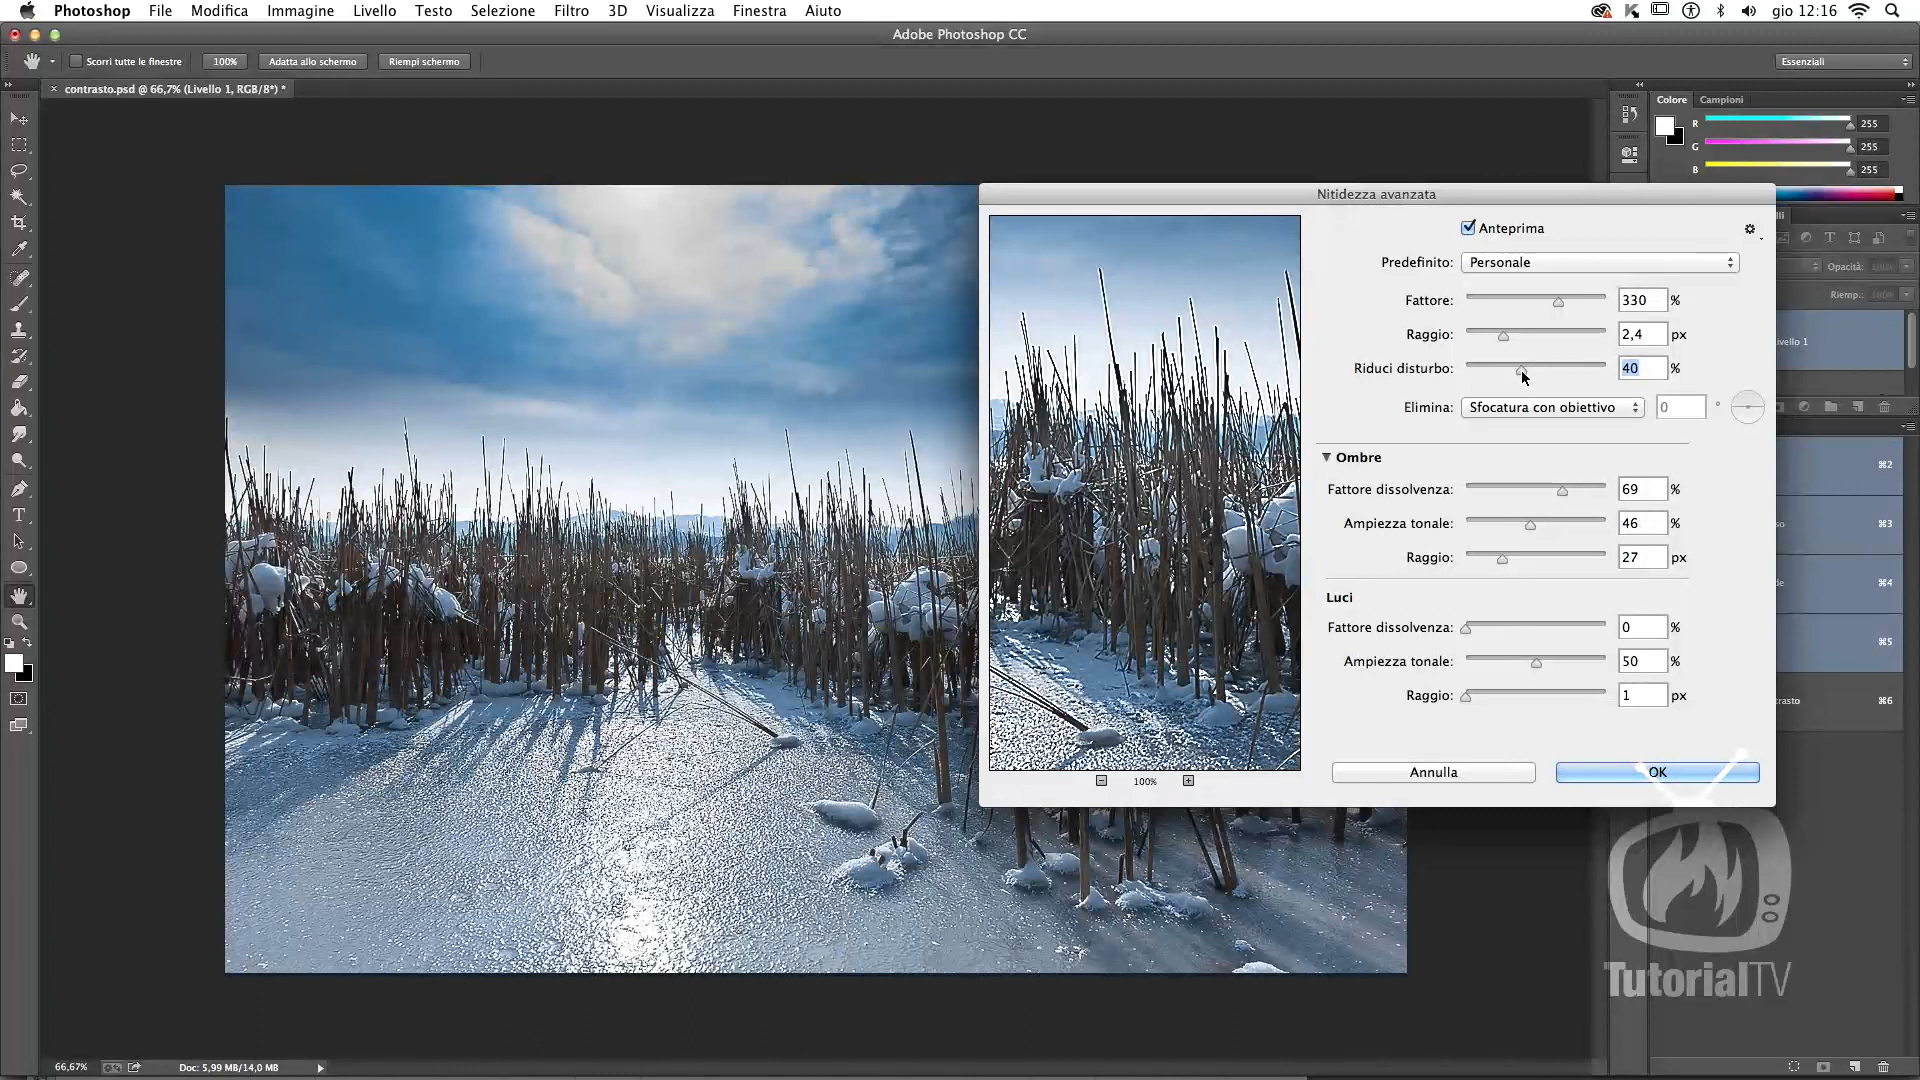 Photoshop File Modifica Immagine Livello Testo Selezione Filtro 3D Visualizza Finestra Aiuto gio 12:16
Adobe Photoshop CC
Scorri tutte le finestre 100% Adatta allo schermo Riempi schermo Essenziali
contrasto.psd @ 66,7% (Livello 1, RGB/8*) *
Colore Campioni
R 255
G 255
B 255
Nitidezza avanzata
Anteprima
Predefinito: Personale
Fattore: 330 %
Raggio: 2,4 px
Riduci disturbo: 40 %
Elimina: Sfocatura con obiettivo 0 °
Ombre
Fattore dissolvenza: 69 %
Ampiezza tonale: 46 %
Raggio: 27 px
Luci
Fattore dissolvenza: 0 %
Ampiezza tonale: 50 %
Raggio: 1 px
Annulla OK
100%
Opacità: 100%
Riemp.: 100%
Livello 1
⌘2
⌘3
⌘4
⌘5
⌘6
TutorialTV
66,67% Doc: 5,99 MB/14,0 MB